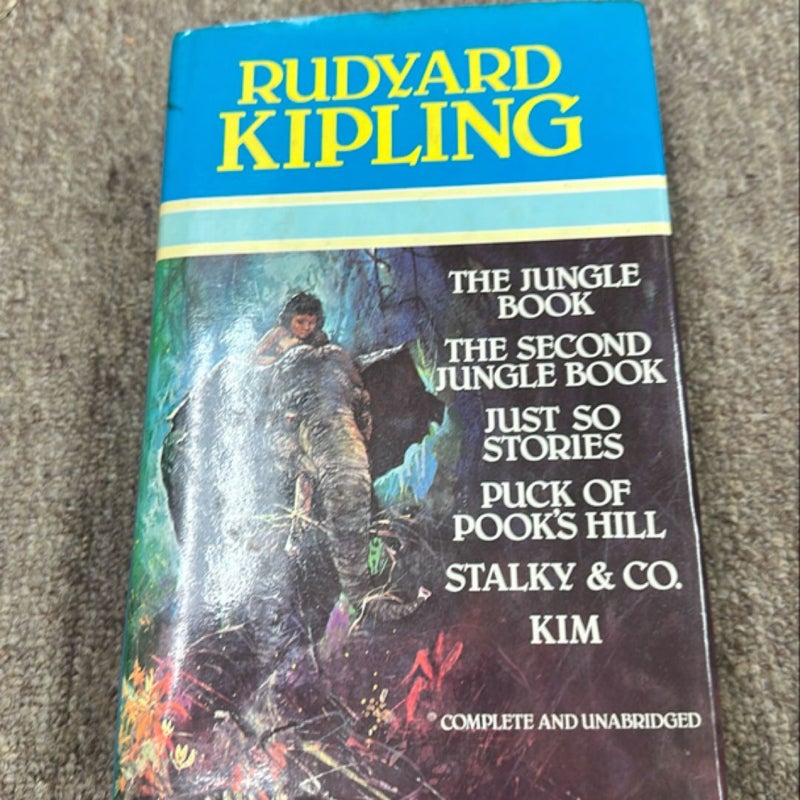 RUDYARD
KIPLING
THE JUNGLE
BOOK
THE SECOND
JUNGLE BOOK
JUST SO
STORIES
PUCK OF
POOK'S HILL
STALKY & CO.
KIM
COMPLETE AND UNABRIDGED